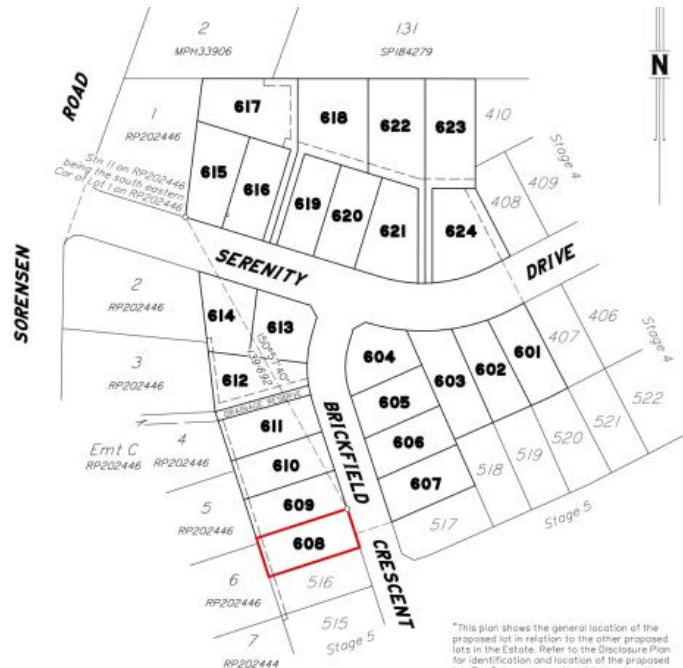 2
MPH33906
131
SP184279
N
ROAD
1
RP202446
617
618
622
623
410
Stage 4
Stn 11 on RP202446
being the south eastern
Cor of Lot 1 on RP202446
615
616
619
620
621
624
408
409
SORENSEN
SERENITY
DRIVE
2
RP202446
614
613
150°57'40"
139·692
604
603
602
601
407
406
Stage 4
3
RP202446
612
DRAINAGE RESERVE
605
BRICKFIELD
611
606
522
521
520
519
518
Emt C
RP202446
4
RP202446
610
607
Stage 5
5
RP202446
609
517
608
CRESCENT
6
RP202446
516
515
Stage 5
7
RP202444
"This plan shows the general location of the
proposed lot in relation to the other proposed
lots in the Estate. Refer to the Disclosure Plan
for identification and location of the proposed